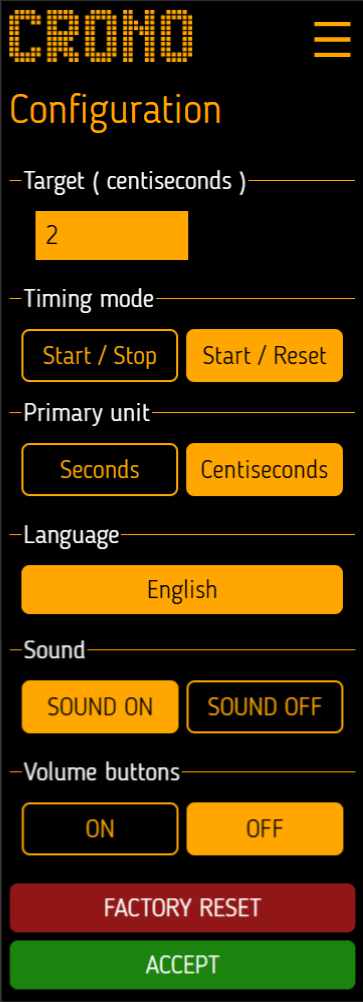 CRONO
Configuration
Target ( centiseconds )
2
Timing mode
Start / Stop
Start / Reset
Primary unit
Seconds
Centiseconds
Language
English
Sound
SOUND ON
SOUND OFF
Volume buttons
ON
OFF
FACTORY RESET
ACCEPT